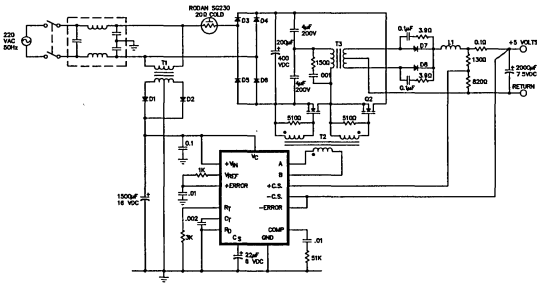 220
VAC
50Hz
RODAN SG230
20Ω COLD
D3
D4
D5
D6
200μF
400
VDC
4μF
200V
4μF
200V
150Ω
.001
T3
0.1μF
3.9Ω
D7
D8
0.1μF
3.9Ω
L1
0.1Ω
+5 VOLTS
130Ω
820Ω
2000μF
7.5VDC
RETURN
T1
D1
D2
510Ω
510Ω
Q2
T2
0.1
1K
.01
1500μF
16 VDC
.002
3K
22μF
6 VDC
.01
51K
VC
+VIN
VREF
+ERROR
RT
CT
RD
CS
GND
A
B
+C.S.
-C.S.
-ERROR
COMP